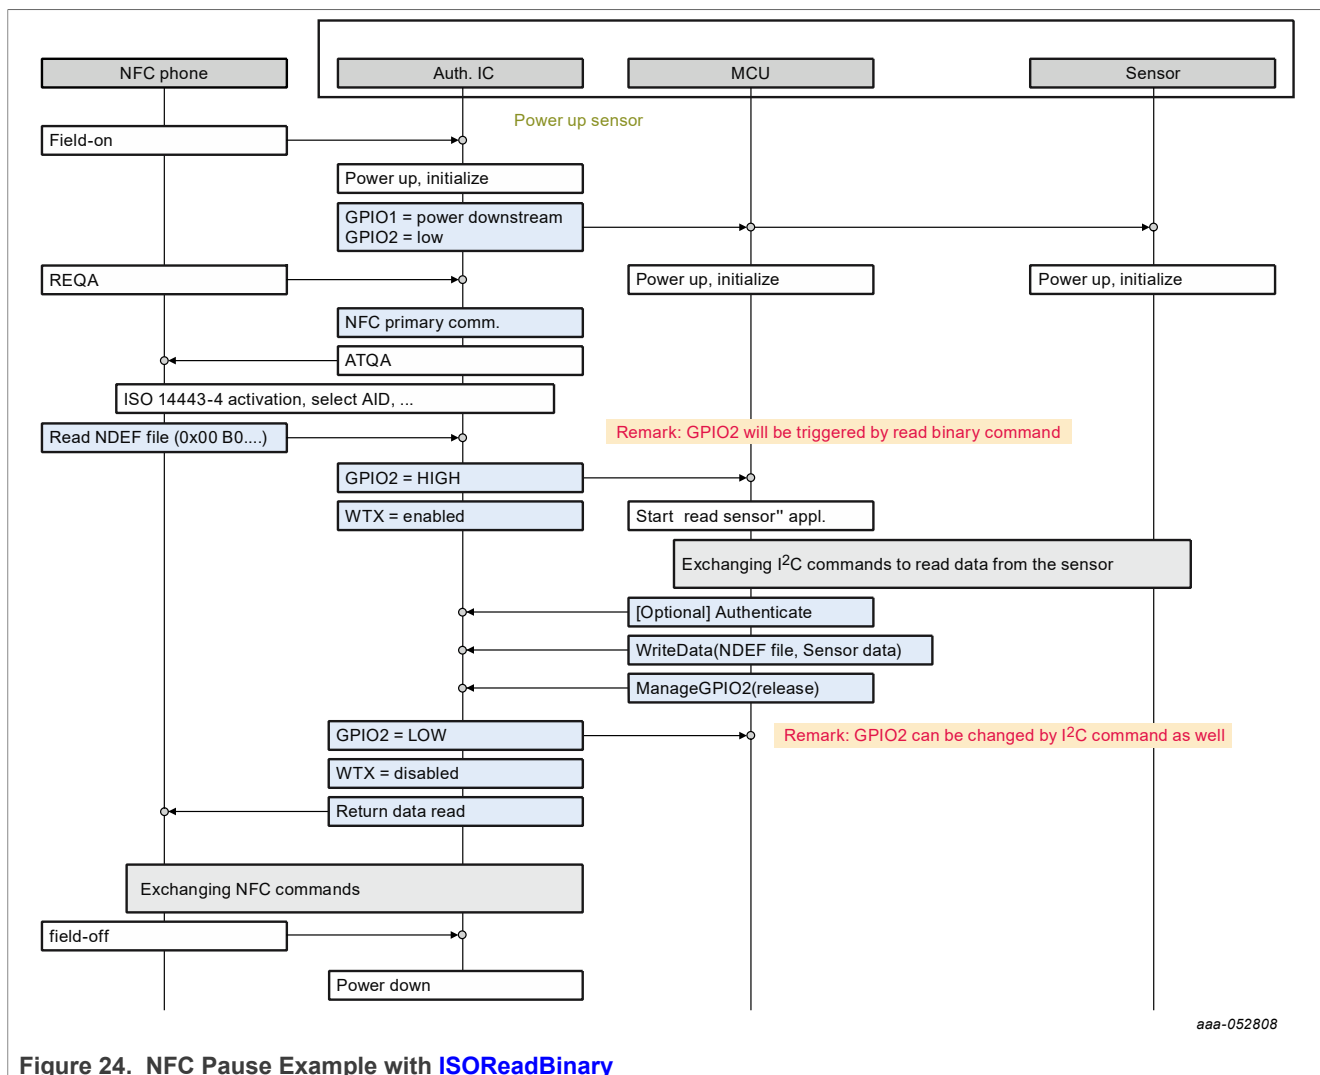 NFC phone
Auth. IC
MCU
Sensor
Power up sensor
Field-on
Power up, initialize
GPIO1 = power downstream
GPIO2 = low
REQA
Power up, initialize
Power up, initialize
NFC primary comm.
ATQA
ISO 14443-4 activation, select AID, ...
Read NDEF file (0x00 B0....)
Remark: GPIO2 will be triggered by read binary command
GPIO2 = HIGH
WTX = enabled
Start read sensor" appl.
Exchanging I2C commands to read data from the sensor
[Optional] Authenticate
WriteData(NDEF file, Sensor data)
ManageGPIO2(release)
GPIO2 = LOW
Remark: GPIO2 can be changed by I2C command as well
WTX = disabled
Return data read
Exchanging NFC commands
field-off
Power down
aaa-052808
Figure 24. NFC Pause Example with ISOReadBinary